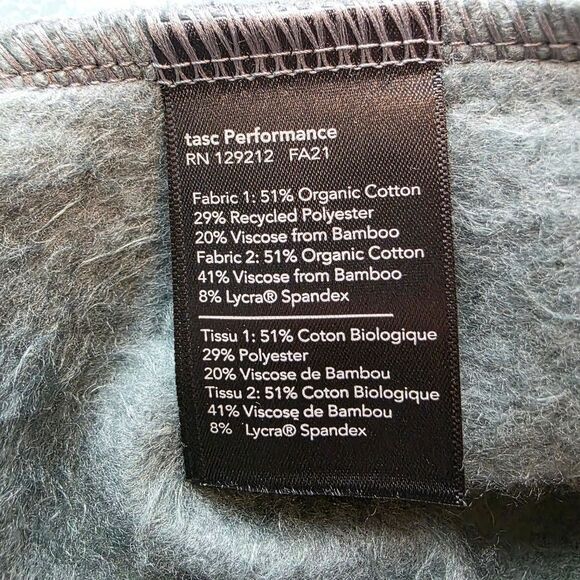 tasc Performance
RN 129212 FA21
Fabric 1: 51% Organic Cotton
29% Recycled Polyester
20% Viscose from Bamboo
Fabric 2: 51% Organic Cotton
41% Viscose from Bamboo
8% Lycra® Spandex
Tissu 1: 51% Coton Biologique
29% Polyester
20% Viscose de Bambou
Tissu 2: 51% Coton Biologique
41% Viscose de Bambou
8% Lycra® Spandex